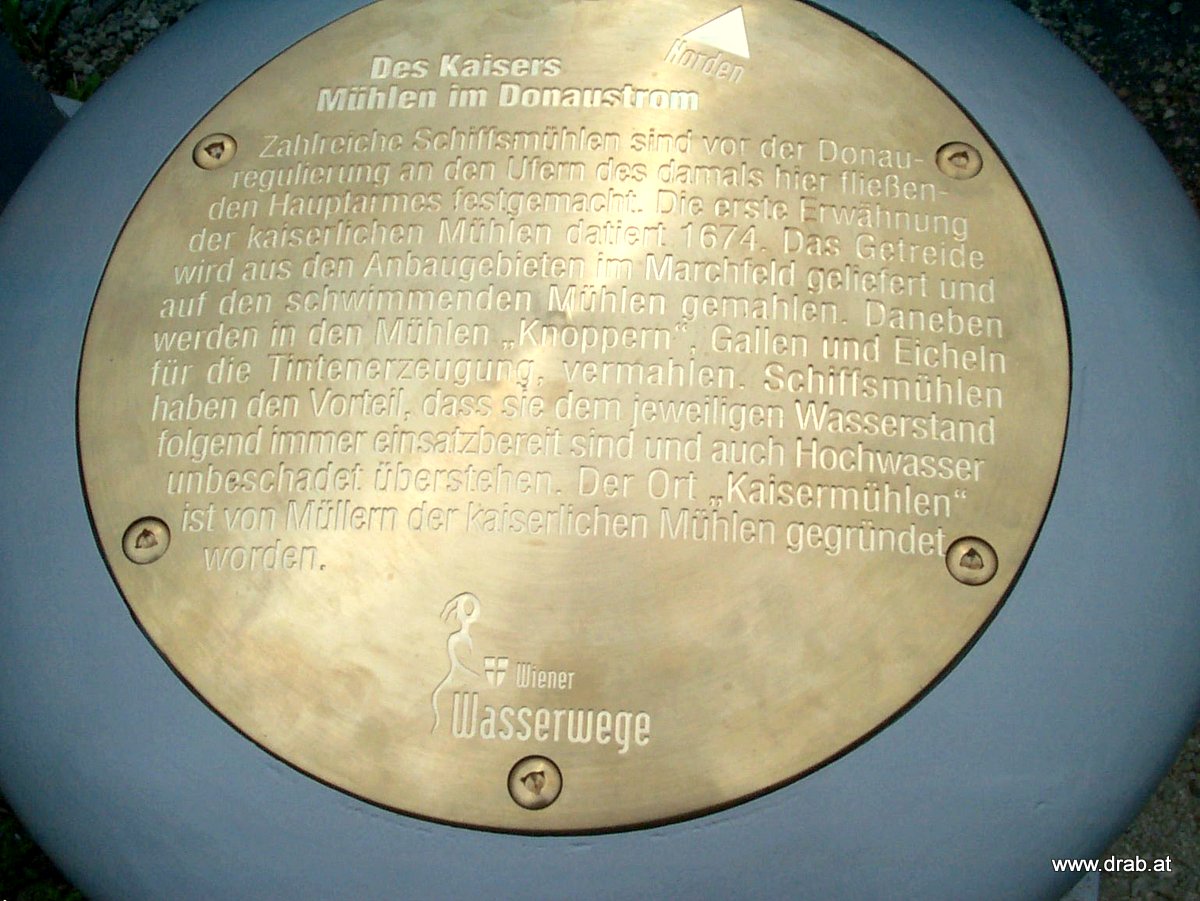 Norden
Des Kaisers
Mühlen im Donaustrom
Zahlreiche Schiffsmühlen sind vor der Donau-
regulierung an den Ufern des damals hier fließen-
den Hauptarmes festgemacht. Die erste Erwähnung
der kaiserlichen Mühlen datiert 1674. Das Getreide
wird aus den Anbaugebieten im Marchfeld geliefert und
auf den schwimmenden Mühlen gemahlen. Daneben
werden in den Mühlen „Knoppern“, Gallen und Eicheln
für die Tintenerzeugung, vermahlen. Schiffsmühlen
haben den Vorteil, dass sie dem jeweiligen Wasserstand
folgend immer einsatzbereit sind und auch Hochwasser
unbeschadet überstehen. Der Ort „Kaisermühlen“
ist von Müllern der kaiserlichen Mühlen gegründet
worden.
Wiener
Wasserwege
www.drab.at